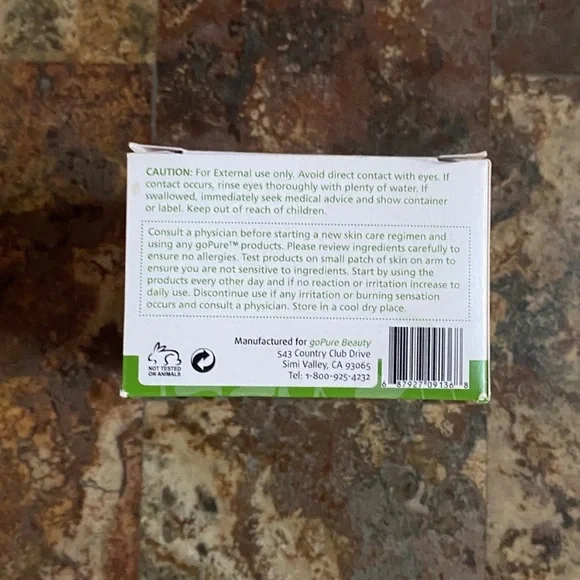 CAUTION: For External use only. Avoid direct contact with eyes. If
contact occurs, rinse eyes thoroughly with plenty of water. If
swallowed, immediately seek medical advice and show container
or label. Keep out of reach of children.
Consult a physician before starting a new skin care regimen and
using any goPure™ products. Please review ingredients carefully to
ensure no allergies. Test products on small patch of skin on arm to
ensure you are not sensitive to ingredients. Start by using the
products every other day and if no reaction or irritation increase to
daily use. Discontinue use if any irritation or burning sensation
occurs and consult a physician. Store in a cool dry place.
Manufactured for goPure Beauty
543 Country Club Drive
Simi Valley, CA 93065
Tel: 1-800-925-4232
NOT TESTED
ON ANIMALS
6 87927 09136 8